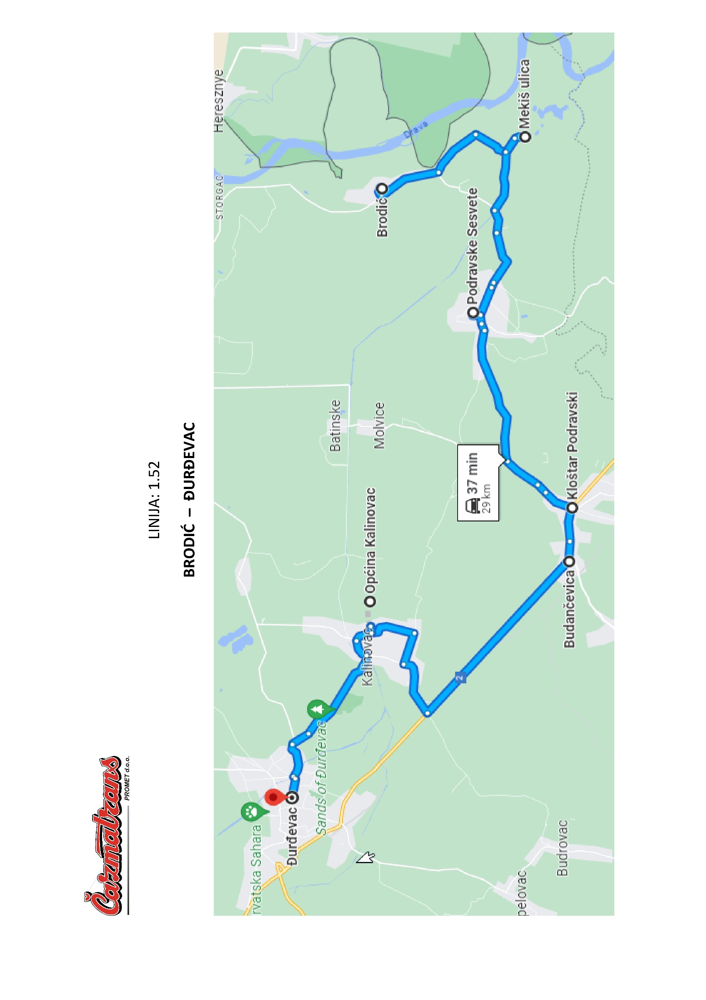 Čazmatrans
PROMET d.o.o.
LINIJA: 1.52
BRODIĆ – ĐURĐEVAC
Heresznye
STORGAC
rvatska Sahara
Đurđevac
Sands of Đurđevac
Batinske
Kalinovac
Općina Kalinovac
Molvice
Brodić
Drava
2
37 min
29 km
Podravske Sesvete
pelovac
Mekiš ulica
Budrovac
Budančevica
Kloštar Podravski